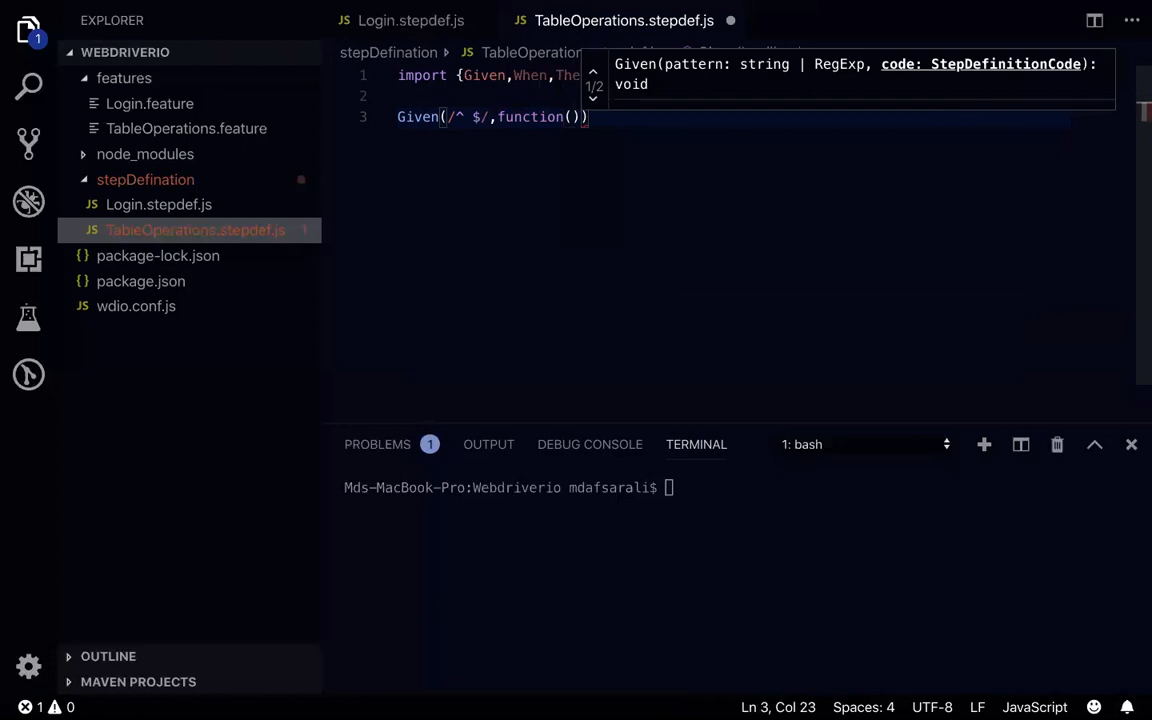 EXPLORER
Login.stepdef.js
TableOperations.stepdef.js
1
WEBDRIVERIO
stepDefination
TableOperation
features
Login.feature
TableOperations.feature
node_modules
stepDefination
Login.stepdef.js
TableOperations.stepdef.js 1
package-lock.json
package.json
wdio.conf.js
1 import {Given,When,The
2
3 Given(/^ $/,function())
1/2
Given(pattern: string | RegExp, code: StepDefinitionCode):
void
PROBLEMS 1 OUTPUT DEBUG CONSOLE TERMINAL 1: bash
Mds-MacBook-Pro:Webdriverio mdafsarali$
OUTLINE
MAVEN PROJECTS
1 0 Ln 3, Col 23 Spaces: 4 UTF-8 LF JavaScript